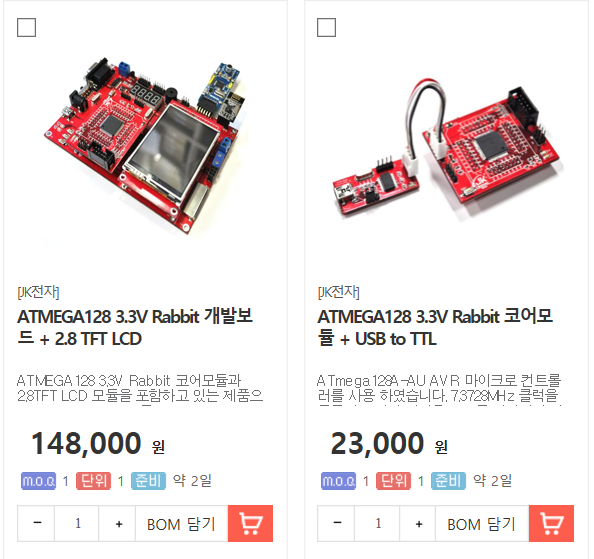 [JK전자]
ATMEGA128 3.3V Rabbit 개발보
드 + 2.8 TFT LCD
ATMEGA128 3.3V Rabbit 코어모듈과
2.8TFT LCD 모듈을 포함하고 있는 제품으
148,000 원
m.o.q 1 단위 1 준비 약 2일
- 1 + BOM 담기
[JK전자]
ATMEGA128 3.3V Rabbit 코어모
듈 + USB to TTL
ATmega128A-AU AVR 마이크로 컨트롤
러를 사용 하였습니다. 7.3728MHz 클럭을
23,000 원
m.o.q 1 단위 1 준비 약 2일
- 1 + BOM 담기